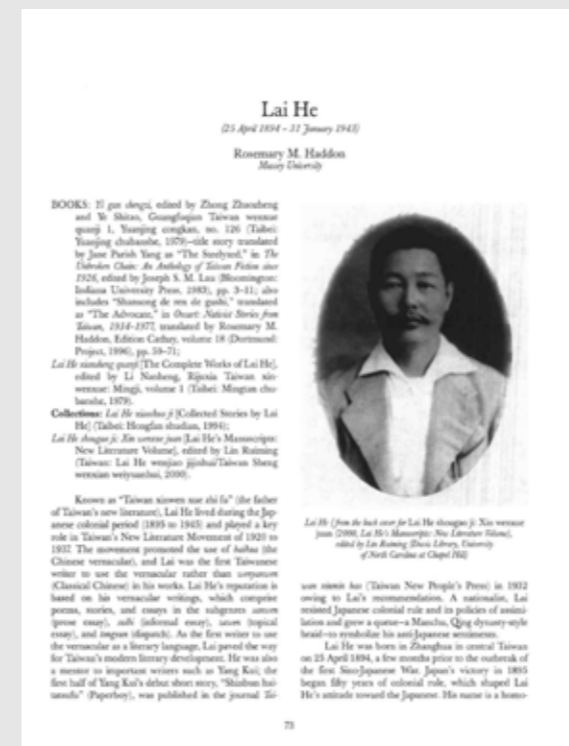 Lai He
(25 April 1894 – 31 January 1943)
Rosemary M. Haddon
Massey University
BOOKS: Yi gan chengzi, edited by Zhong Zhaozheng
and Ye Shitao, Guangfuqian Taiwan wenxue
quanji 1, Yuanjing congkan, no. 126 (Taibei:
Yuanjing chubanshe, 1979)–title story translated
by Jane Parish Yang as "The Steelyard," in The
Unbroken Chain: An Anthology of Taiwan Fiction since
1926, edited by Joseph S. M. Lau (Bloomington:
Indiana University Press, 1983), pp. 3–11; also
includes "Shansong de ren de gushi," translated
as "The Advocate," in Oxcart: Nativist Stories from
Taiwan, 1934–1977, translated by Rosemary M.
Haddon, Edition Cathay, volume 18 (Dortmund:
Project, 1996), pp. 59–71;
Lai He xiansheng quanji [The Complete Works of Lai He],
edited by Li Nanheng, Rijuxia Taiwan xin-
wenxue: Mingji, volume 1 (Taibei: Mingtan chu-
banshe, 1979).
Collections: Lai He xiaoshuo ji [Collected Stories by Lai
He] (Taibei: Hongfan shudian, 1994);
Lai He shougao ji: Xin wenxue juan [Lai He's Manuscripts:
New Literature Volume], edited by Lin Ruiming
(Taiwan: Lai He wenjiao jijinhui/Taiwan Sheng
wenxian weiyuanhui, 2000).
Known as "Taiwan xinwen xue zhi fu" (the father
of Taiwan's new literature), Lai He lived during the Jap-
anese colonial period (1895 to 1945) and played a key
role in Taiwan's New Literature Movement of 1920 to
1937. The movement promoted the use of baihua (the
Chinese vernacular), and Lai was the first Taiwanese
writer to use the vernacular rather than wenyanwen
(Classical Chinese) in his works. Lai He's reputation is
based on his vernacular writings, which comprise
poems, stories, and essays in the subgenres sanwen
(prose essay), suibi (informal essay), zawen (topical
essay), and tongxun (dispatch). As the first writer to use
the vernacular as a literary language, Lai paved the way
for Taiwan's modern literary development. He was also
a mentor to important writers such as Yang Kui; the
first half of Yang Kui's debut short story, "Shinbun hai-
tatsufu" (Paperboy), was published in the journal Tai-
Lai He (from the back cover for Lai He shougao ji: Xin wenxue
juan [2000, Lai He's Manuscripts: New Literature Volume],
edited by Lin Ruiming (Davis Library, University
of North Carolina at Chapel Hill)
wan xinmin bao (Taiwan New People's Press) in 1932
owing to Lai's recommendation. A nationalist, Lai
resisted Japanese colonial rule and its policies of assimi-
lation and grew a queue–a Manchu, Qing dynasty-style
braid–to symbolize his anti-Japanese sentiments.
Lai He was born in Zhanghua in central Taiwan
on 25 April 1894, a few months prior to the outbreak of
the first Sino-Japanese War. Japan's victory in 1895
began fifty years of colonial rule, which shaped Lai
He's attitude toward the Japanese. His name is a homo-
73